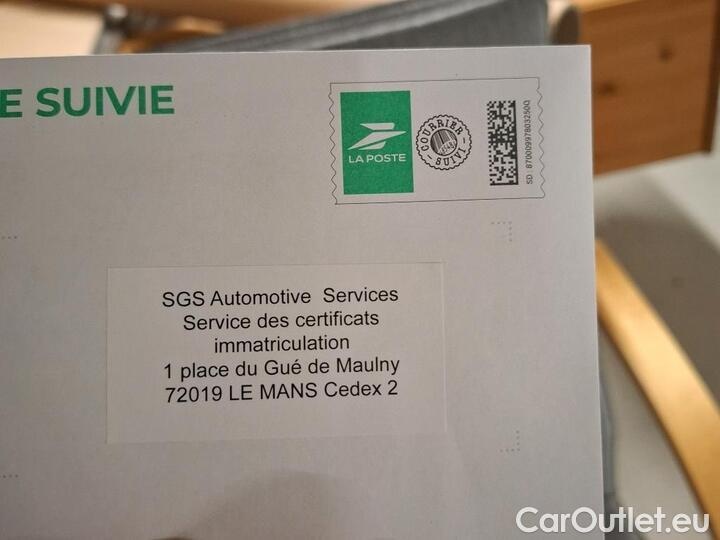 E SUIVIE
LA POSTE
COURRIER
SUIVI
SD 87000997803250Q
SGS Automotive Services
Service des certificats
immatriculation
1 place du Gué de Maulny
72019 LE MANS Cedex 2
CarOutlet.eu